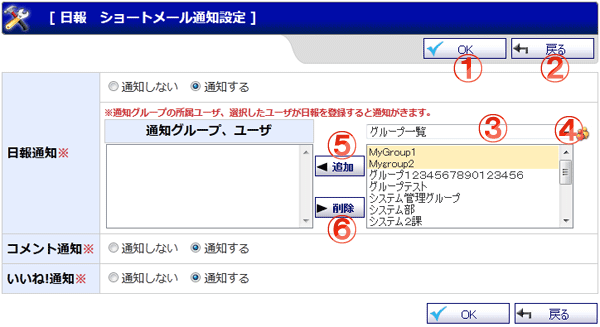 [ 日報　ショートメール通知設定 ]
OK 戻る
① ②
日報通知※
通知しない 通知する
※通知グループの所属ユーザ、選択したユーザが日報を登録すると通知がきます。
通知グループ、ユーザ
グループ一覧 ③ ④
⑤
追加
削除
⑥
MyGroup1
Mygroup2
グループ１２３４５６７８９０１２３４５６
グループテスト
システム管理グループ
システム部
システム２課
コメント通知※ 通知しない 通知する
いいね!通知※ 通知しない 通知する
OK 戻る